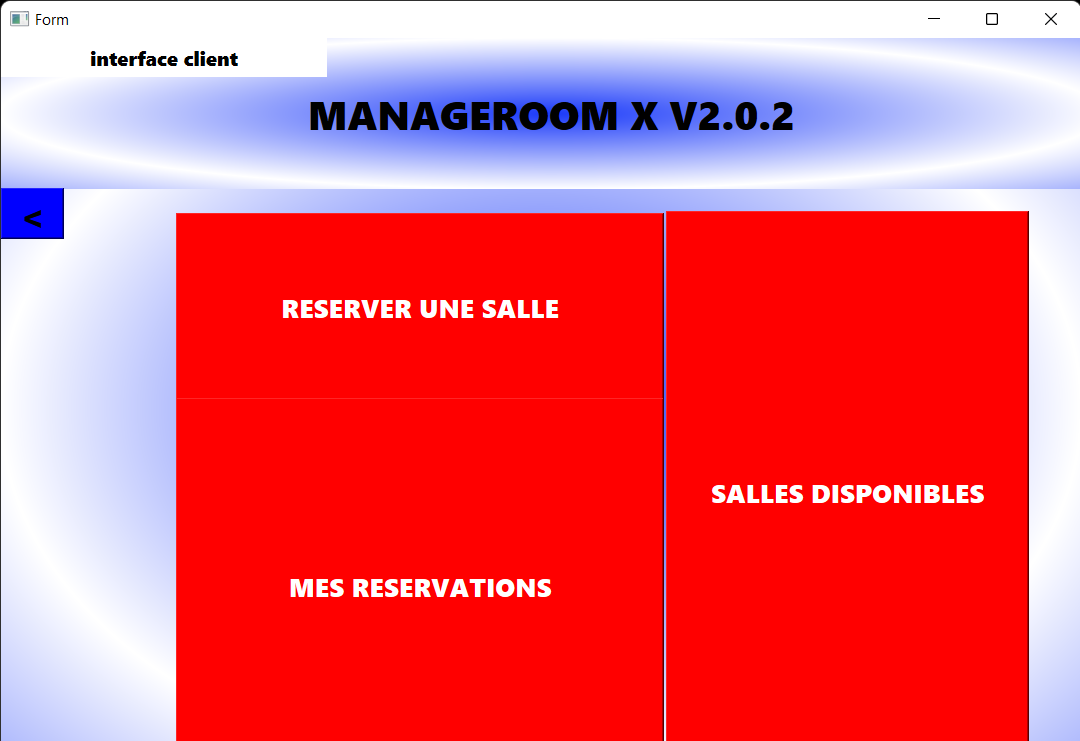 Form
interface client
MANAGEROOM X V2.0.2
<
RESERVER UNE SALLE
SALLES DISPONIBLES
MES RESERVATIONS